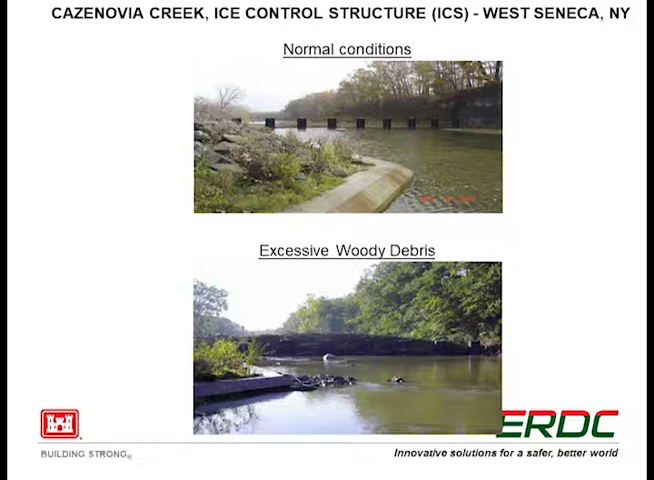 CAZENOVIA CREEK, ICE CONTROL STRUCTURE (ICS) - WEST SENECA, NY
Normal conditions
Excessive Woody Debris
ERDC
BUILDING STRONG®
Innovative solutions for a safer, better world